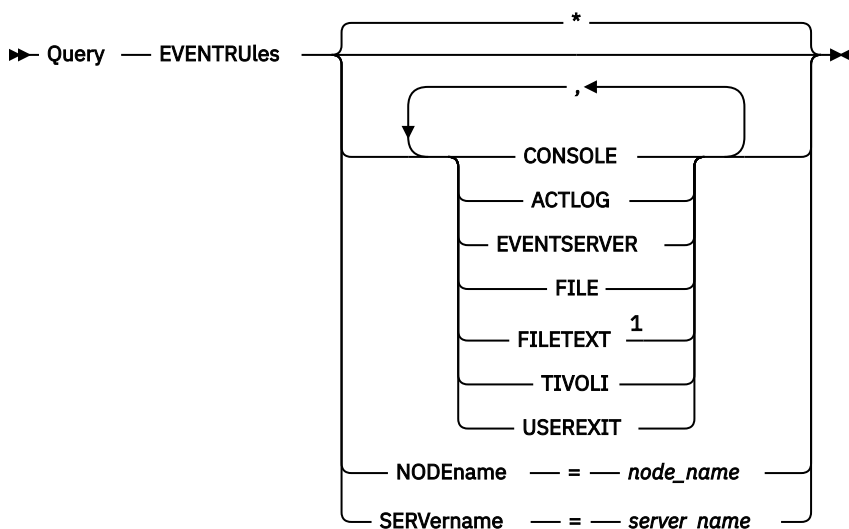 *
Query EVENTRUles
,
CONSOLE
ACTLOG
EVENTSERVER
FILE
FILETEXT 1
TIVOLI
USEREXIT
NODEname = node_name
SERVername = server_name